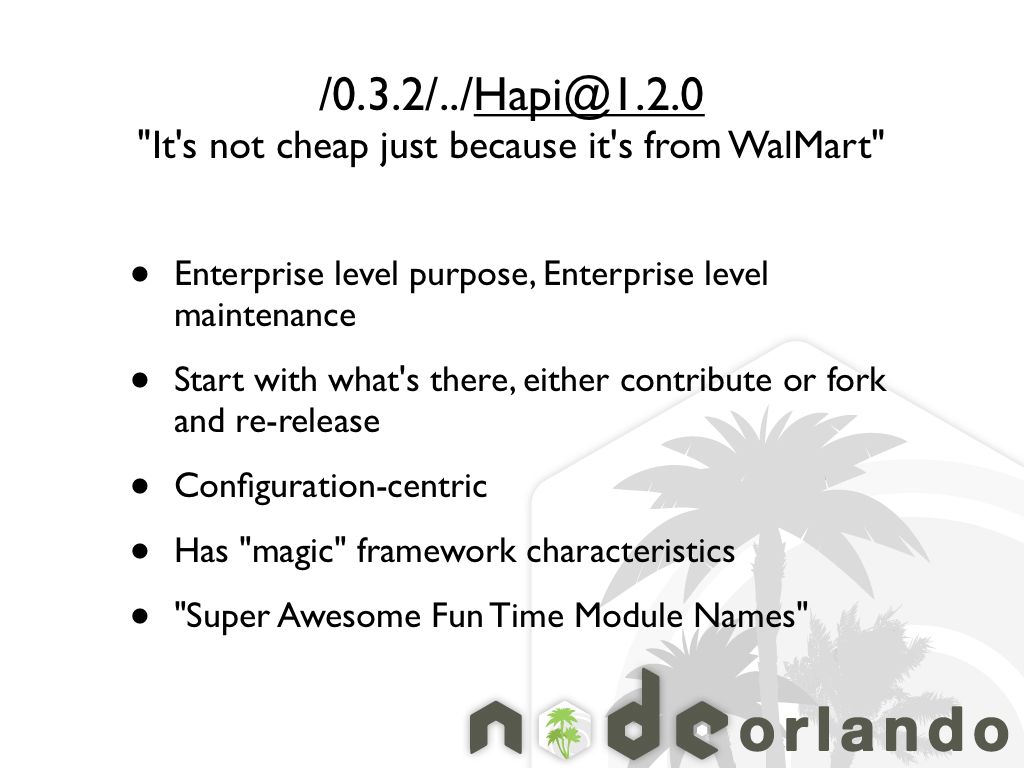 /0.3.2/../Hapi@1.2.0
"It's not cheap just because it's from WalMart"
• Enterprise level purpose, Enterprise level
maintenance
• Start with what's there, either contribute or fork
and re-release
• Configuration-centric
• Has "magic" framework characteristics
• "Super Awesome Fun Time Module Names"
node orlando